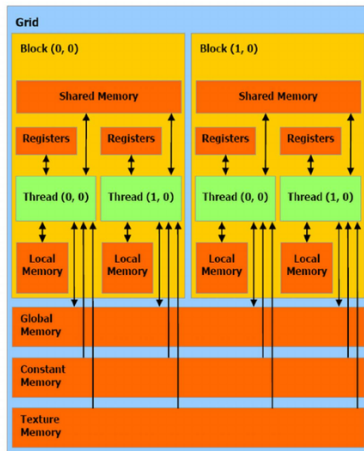 Grid
Block (0, 0)
Block (1, 0)
Shared Memory
Shared Memory
Registers
Registers
Registers
Registers
Thread (0, 0)
Thread (1, 0)
Thread (0, 0)
Thread (1, 0)
Local
Memory
Local
Memory
Local
Memory
Local
Memory
Global
Memory
Constant
Memory
Texture
Memory